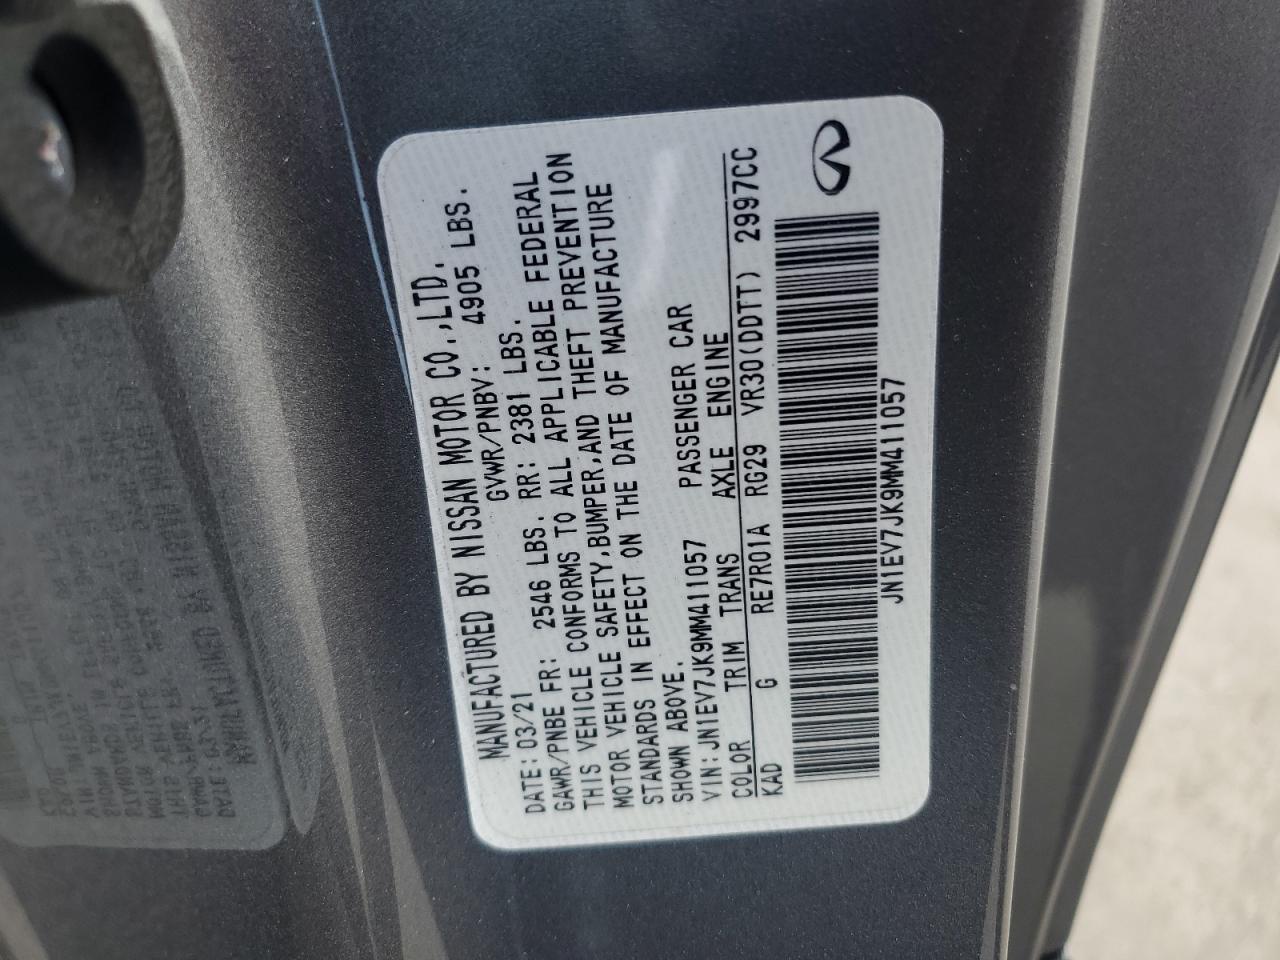 MANUFACTURED BY NISSAN MOTOR CO.,LTD.
DATE:03/21 GVWR/PNBV: 4905 LBS.
GAWR/PNBE FR: 2546 LBS. RR: 2381 LBS.
THIS VEHICLE CONFORMS TO ALL APPLICABLE FEDERAL
MOTOR VEHICLE SAFETY,BUMPER,AND THEFT PREVENTION
STANDARDS IN EFFECT ON THE DATE OF MANUFACTURE
SHOWN ABOVE.
VIN:JN1EV7JK9MM411057 PASSENGER CAR
COLOR TRIM TRANS AXLE ENGINE
KAD G RE7R01A RG29 VR30(DDTT) 2997CC
JN1EV7JK9MM411057